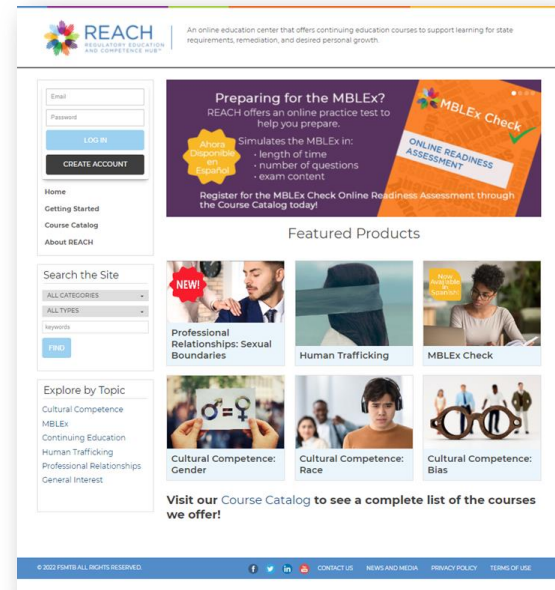 REACH
REGULATORY EDUCATION
AND COMPETENCE HUB™
An online education center that offers continuing education courses to support learning for state
requirements, remediation, and desired personal growth.
Email
Password
LOG IN
CREATE ACCOUNT
Home
Getting Started
Course Catalog
About REACH
Search the Site
ALL CATEGORIES
ALL TYPES
keywords
FIND
Explore by Topic
Cultural Competence
MBLEx
Continuing Education
Human Trafficking
Professional Relationships
General Interest
Preparing for the MBLEx?
REACH offers an online practice test to
help you prepare.
Ahora
Disponible
en
Español
Simulates the MBLEx in:
• length of time
• number of questions
• exam content
Register for the MBLEx Check Online Readiness Assessment through
the Course Catalog today!
MBLEx Check
ONLINE READINESS
ASSESSMENT
Featured Products
NEW!
Professional
Relationships: Sexual
Boundaries
Human Trafficking
Now
Available
in
Spanish!
MBLEx Check
Cultural Competence:
Gender
Cultural Competence:
Race
Cultural Competence:
Bias
Visit our Course Catalog to see a complete list of the courses
we offer!
© 2022 FSMTB ALL RIGHTS RESERVED.
CONTACT US
NEWS AND MEDIA
PRIVACY POLICY
TERMS OF USE